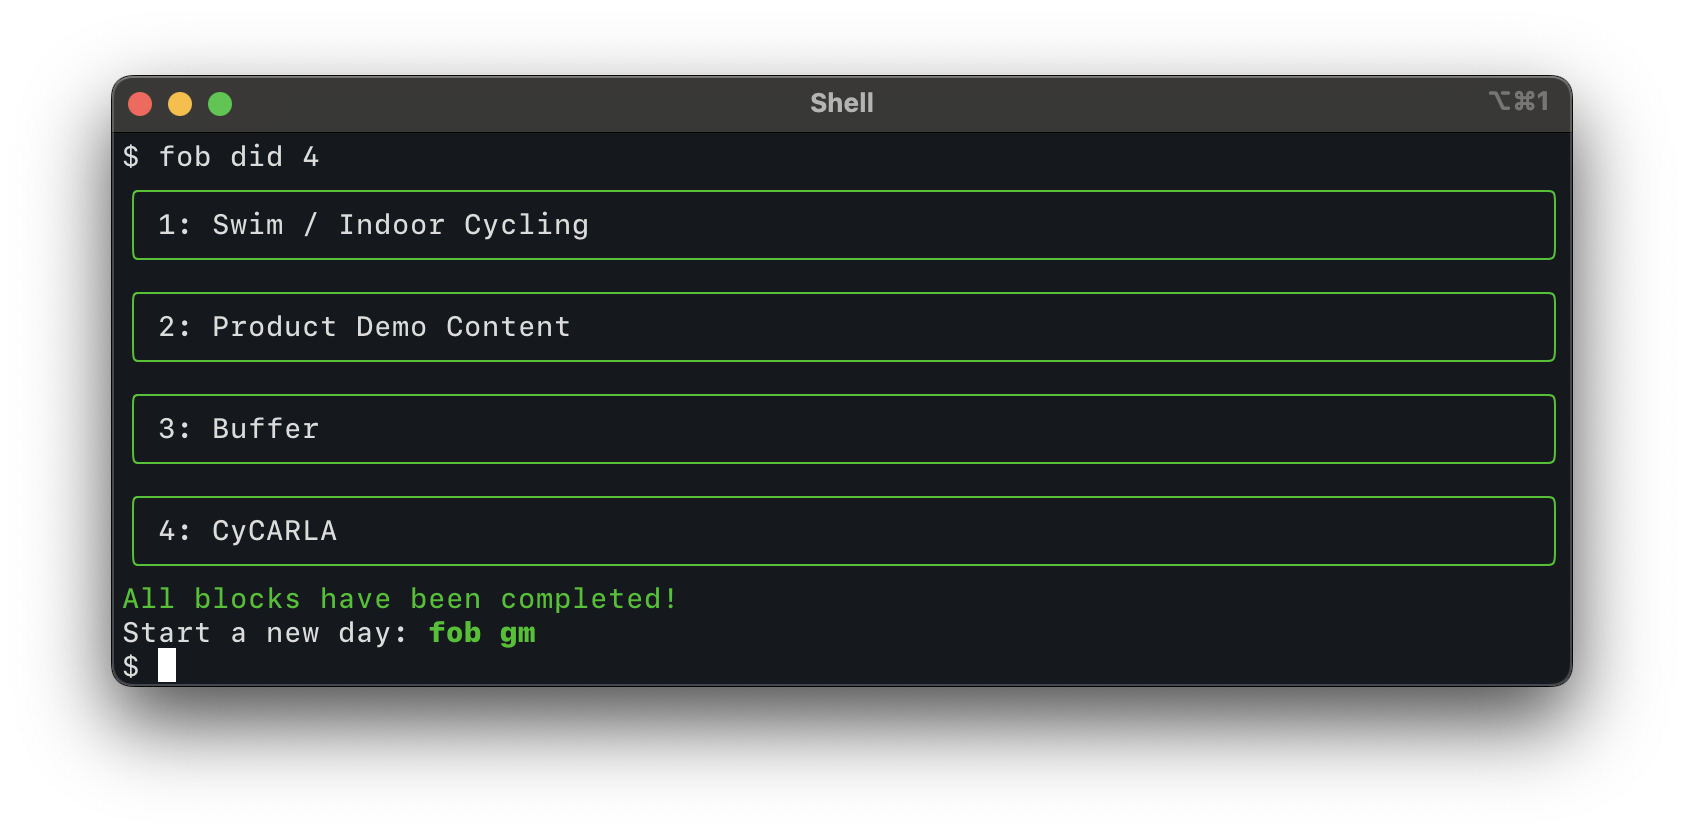 Shell
⌥⌘1
$ fob did 4
1: Swim / Indoor Cycling
2: Product Demo Content
3: Buffer
4: CyCARLA
All blocks have been completed!
Start a new day: fob gm
$